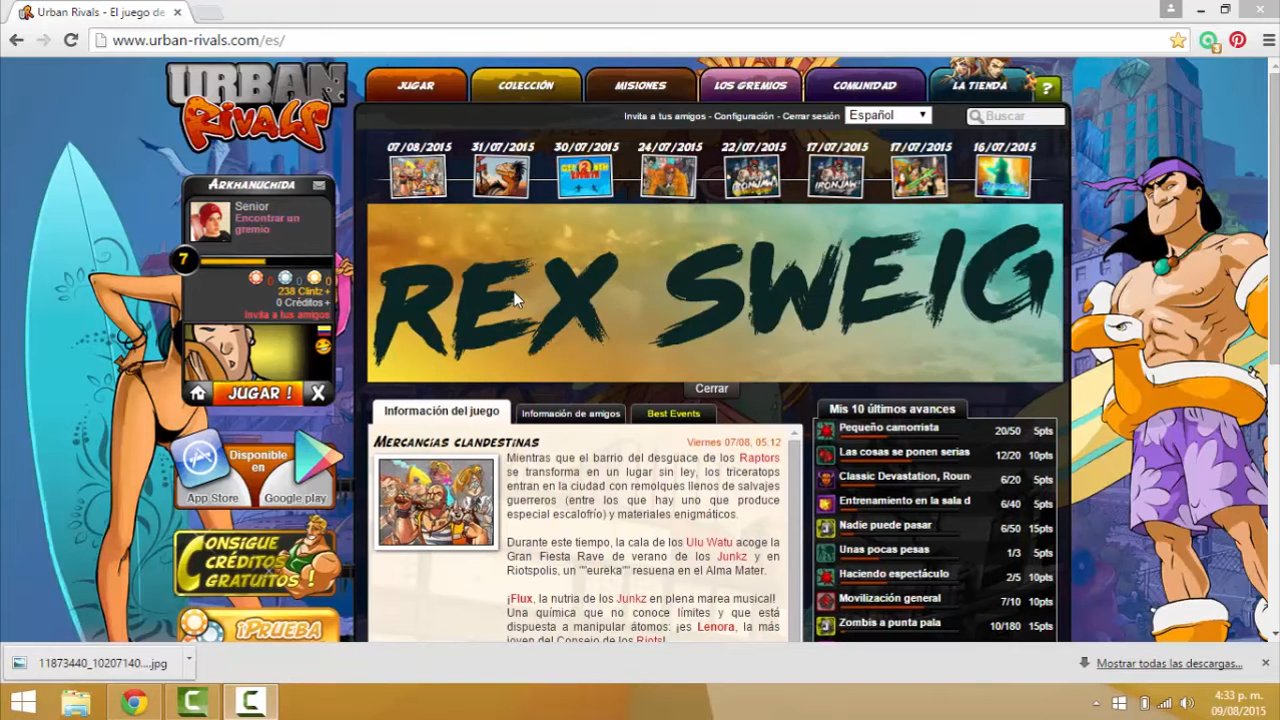 Urban Rivals - El juego de
www.urban-rivals.com/es/
3
URBAN
RIVALS
JUGAR
COLECCIÓN
MISIONES
LOS GREMIOS
COMUNIDAD
LA TIENDA
?
Invita a tus amigos - Configuración - Cerrar sesión
Español
Buscar
07/08/2015
31/07/2015
30/07/2015
24/07/2015
22/07/2015
17/07/2015
17/07/2015
16/07/2015
IRONJAW
IRONJAW
REX SWEIG
Cerrar
ARKHANUCHIDA
Senior
Encontrar un
gremio
7
0 0 0
238 Clintz +
0 Créditos +
Invita a tus amigos
JUGAR !
X
Disponible
en
App Store
Google play
CONSIGUE
CRÉDITOS
GRATUITOS !
¡PRUEBA
Información del juego
Información de amigos
Best Events
MERCANCÍAS CLANDESTINAS
Viernes 07/08, 05.12
Mientras que el barrio del desguace de los Raptors
se transforma en un lugar sin ley, los triceratops
entran en la ciudad con remolques llenos de salvajes
guerreros (entre los que hay uno que produce
especial escalofrío) y materiales enigmáticos.
Durante este tiempo, la cala de los Ulu Watu acoge la
Gran Fiesta Rave de verano de los Junkz y en
Riotspolis, un ""eureka"" resuena en el Alma Mater.
¡Flux, la nutria de los Junkz en plena marea musical!
Una química que no conoce límites y que está
dispuesta a manipular átomos: ¡es Lenora, la más
joven del Consejo de los Riots!
Mis 10 últimos avances
Pequeño camorrista 20/50 5pts
Las cosas se ponen serias 12/20 10pts
Classic Devastation, Roun 6/20 5pts
Entrenamiento en la sala d 6/40 5pts
Nadie puede pasar 6/50 15pts
Unas pocas pesas 1/3 5pts
Haciendo espectáculo 2/5 10pts
Movilización general 7/10 10pts
Zombis a punta pala 10/180 15pts
11873440_10207140....jpg
Mostrar todas las descargas...
4:33 p. m.
09/08/2015